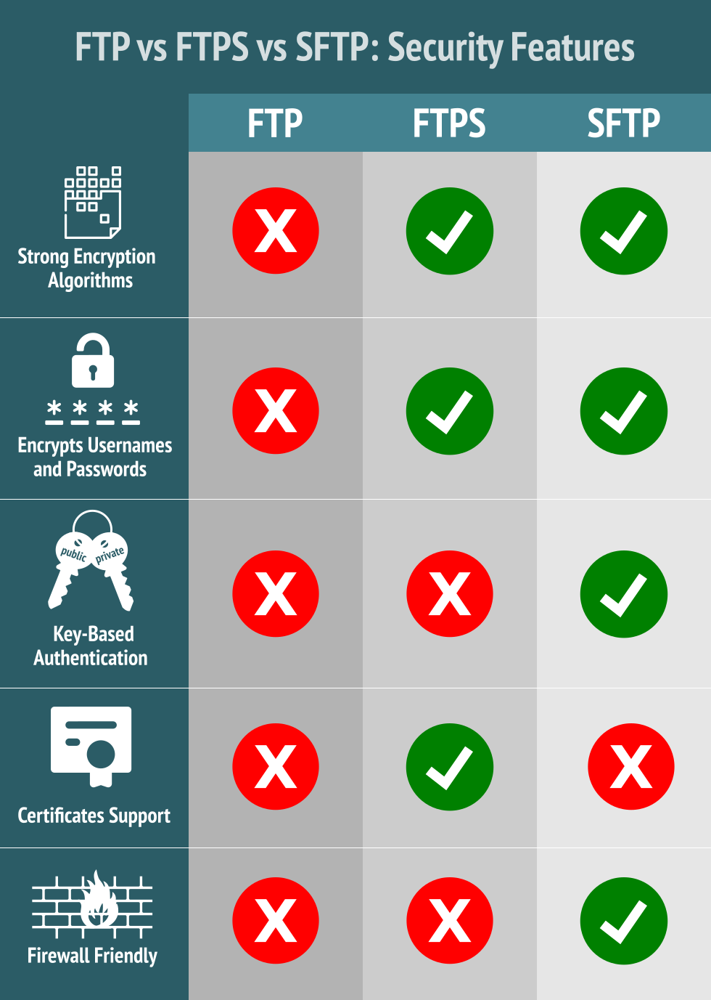 FTP vs FTPS vs SFTP: Security Features
FTP FTPS SFTP
Strong Encryption
Algorithms
X
* * * *
Encrypts Usernames
and Passwords
X
public private
Key-Based
Authentication
X X
Certificates Support
X X
Firewall Friendly
X X